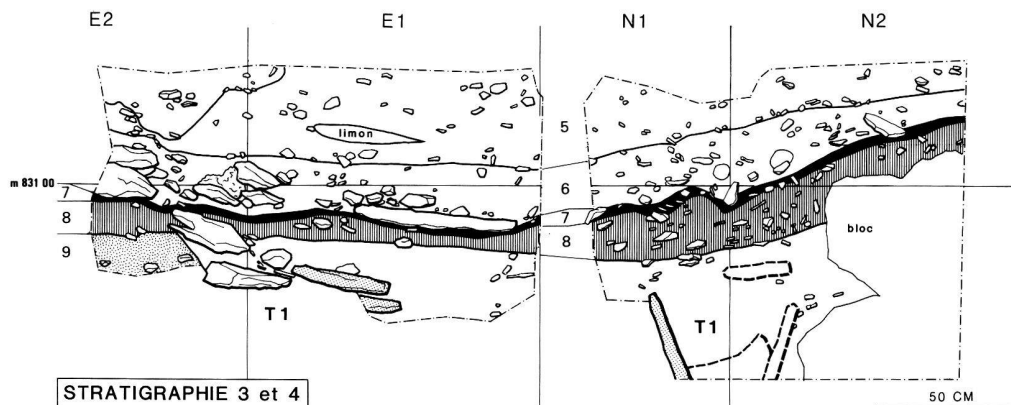 E2 E1 N1 N2
5
limon
m 831 00
6
7 7
8 8
9
bloc
T1 T1
STRATIGRAPHIE 3 et 4
50 CM